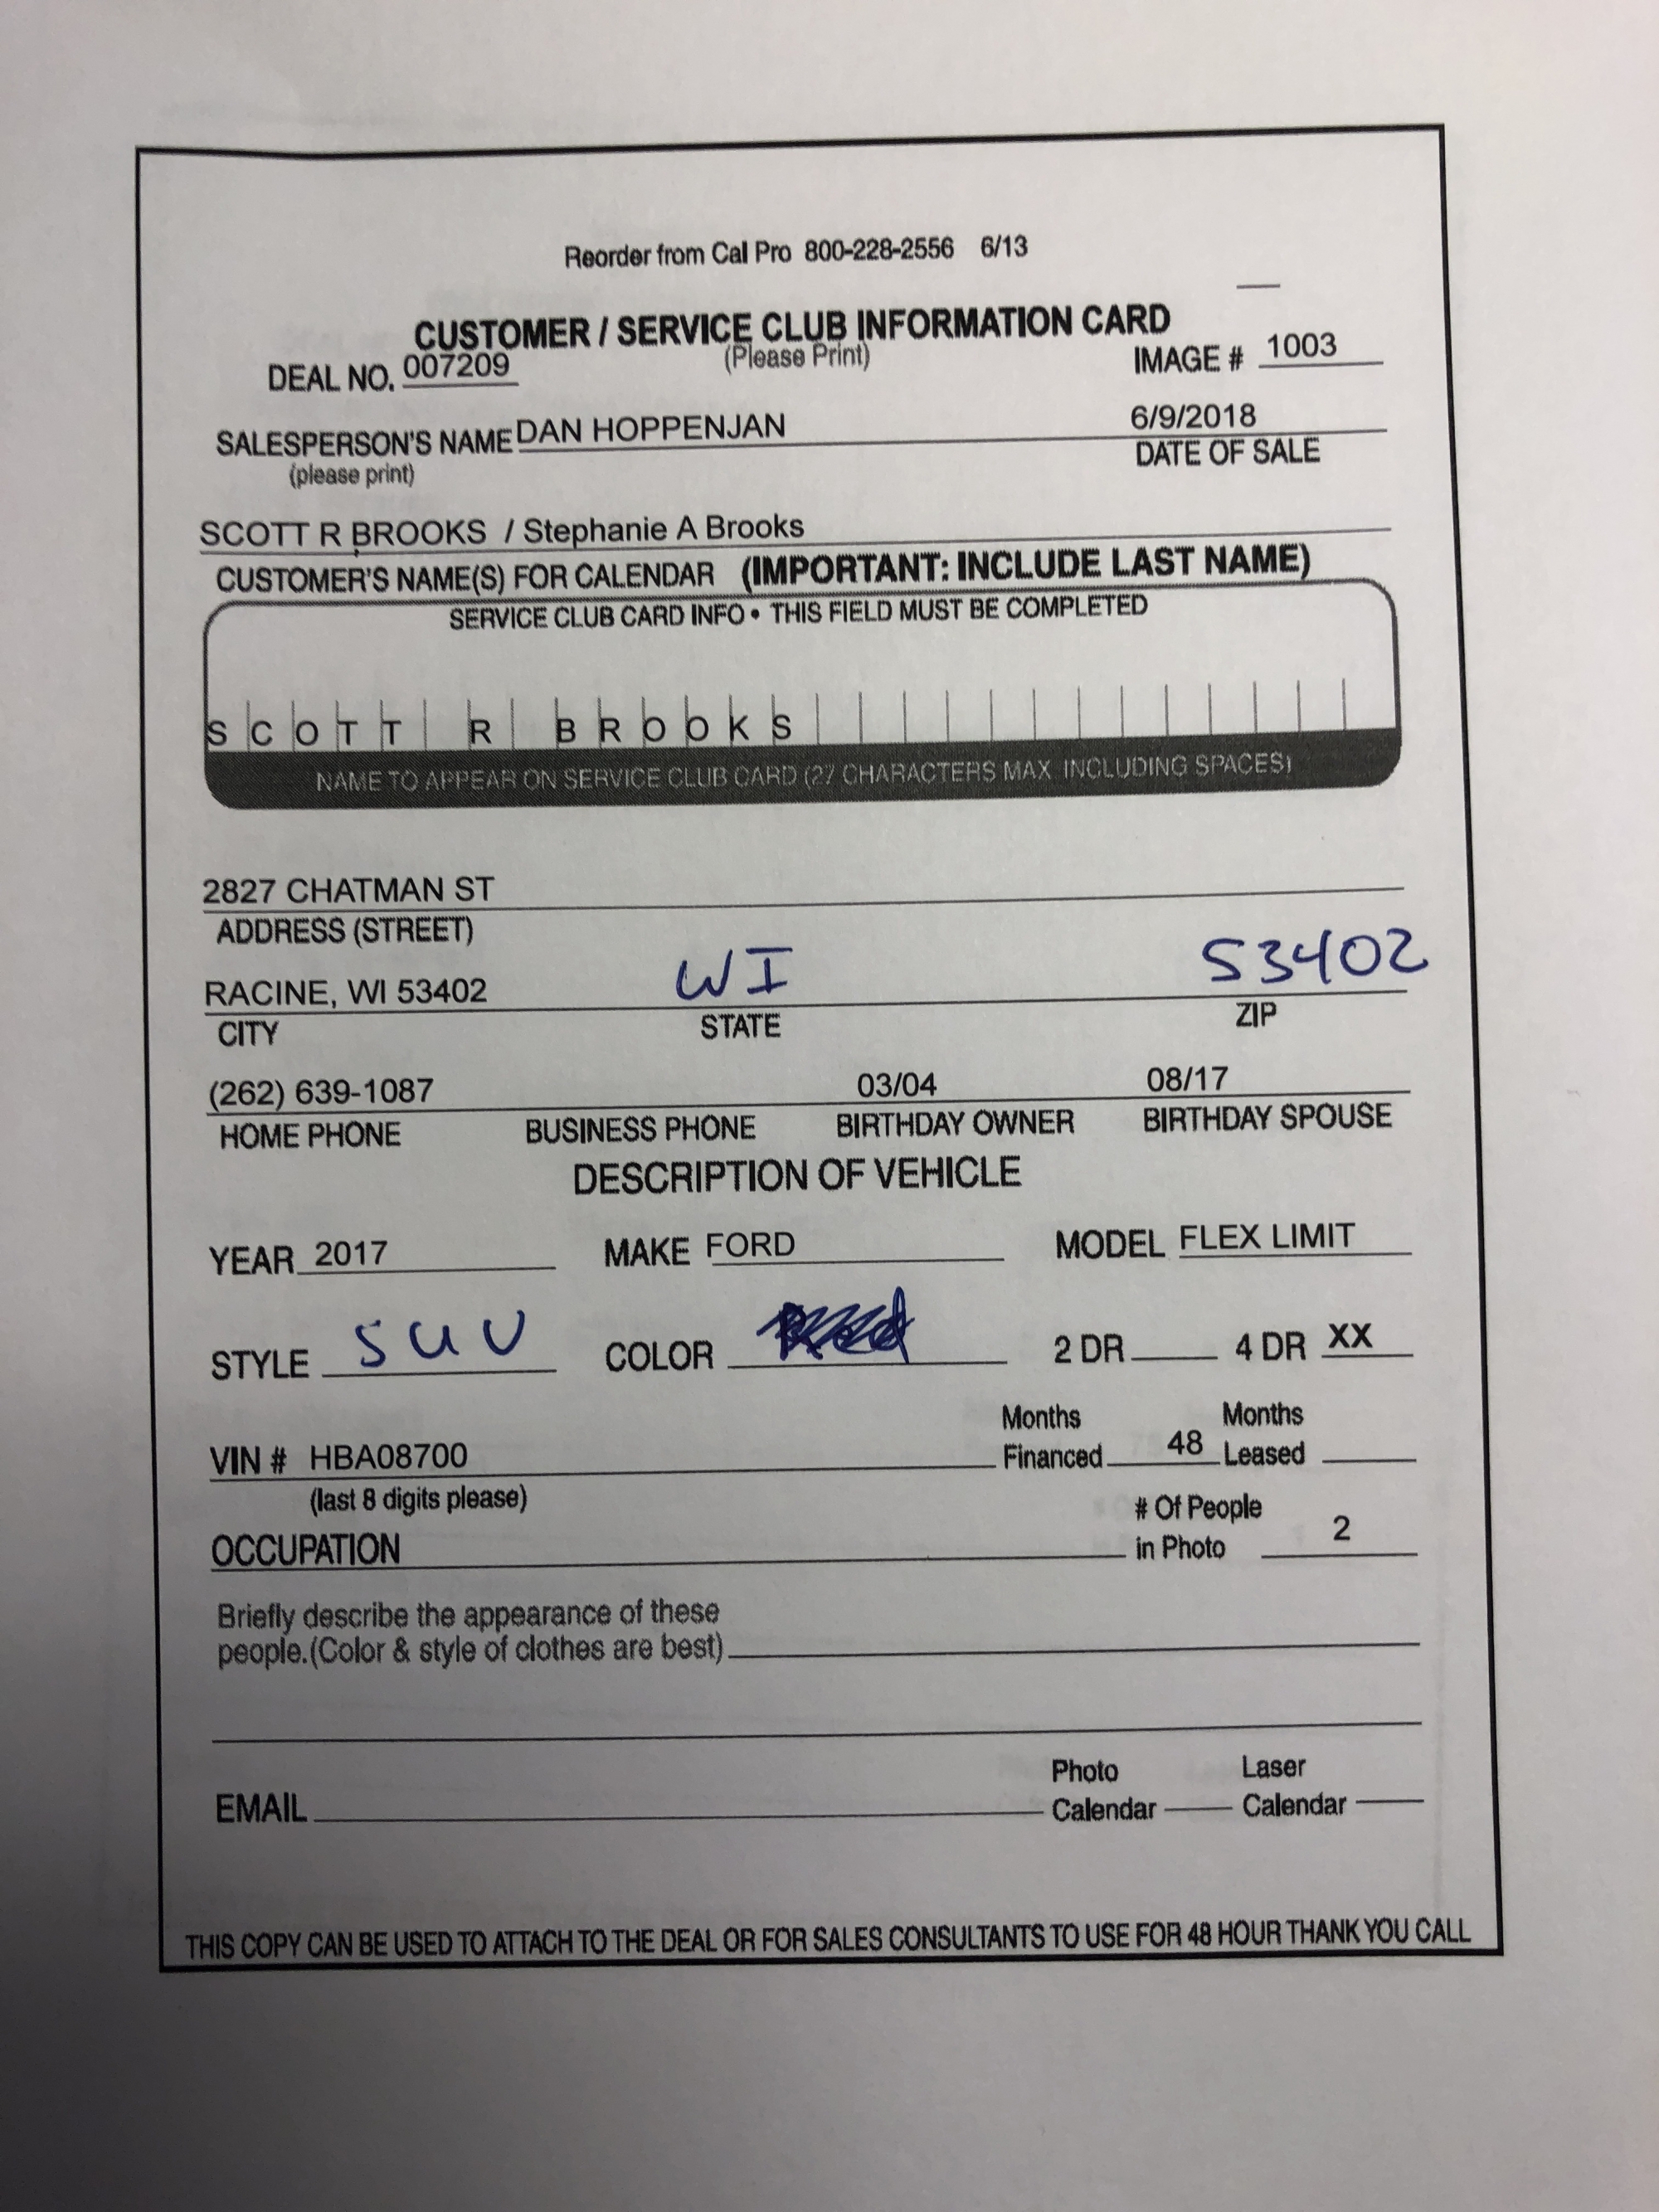 Reorder from Cal Pro 800-228-2556 6/13
CUSTOMER / SERVICE CLUB INFORMATION CARD
(Please Print)
DEAL NO. 007209 IMAGE # 1003
SALESPERSON'S NAME DAN HOPPENJAN 6/9/2018
(please print) DATE OF SALE
SCOTT R BROOKS / Stephanie A Brooks
CUSTOMER'S NAME(S) FOR CALENDAR (IMPORTANT: INCLUDE LAST NAME)
SERVICE CLUB CARD INFO • THIS FIELD MUST BE COMPLETED
SCOTT R BROOKS
NAME TO APPEAR ON SERVICE CLUB CARD (27 CHARACTERS MAX. INCLUDING SPACES)
2827 CHATMAN ST
ADDRESS (STREET)
RACINE, WI 53402 WI 53402
CITY STATE ZIP
(262) 639-1087 03/04 08/17
HOME PHONE BUSINESS PHONE BIRTHDAY OWNER BIRTHDAY SPOUSE
DESCRIPTION OF VEHICLE
YEAR 2017 MAKE FORD MODEL FLEX LIMIT
STYLE SUV COLOR 2 DR 4 DR XX
Months Months
VIN # HBA08700 Financed 48 Leased
(last 8 digits please)
# Of People
OCCUPATION in Photo 2
Briefly describe the appearance of these
people.(Color & style of clothes are best)
Photo Laser
EMAIL Calendar Calendar
THIS COPY CAN BE USED TO ATTACH TO THE DEAL OR FOR SALES CONSULTANTS TO USE FOR 48 HOUR THANK YOU CALL